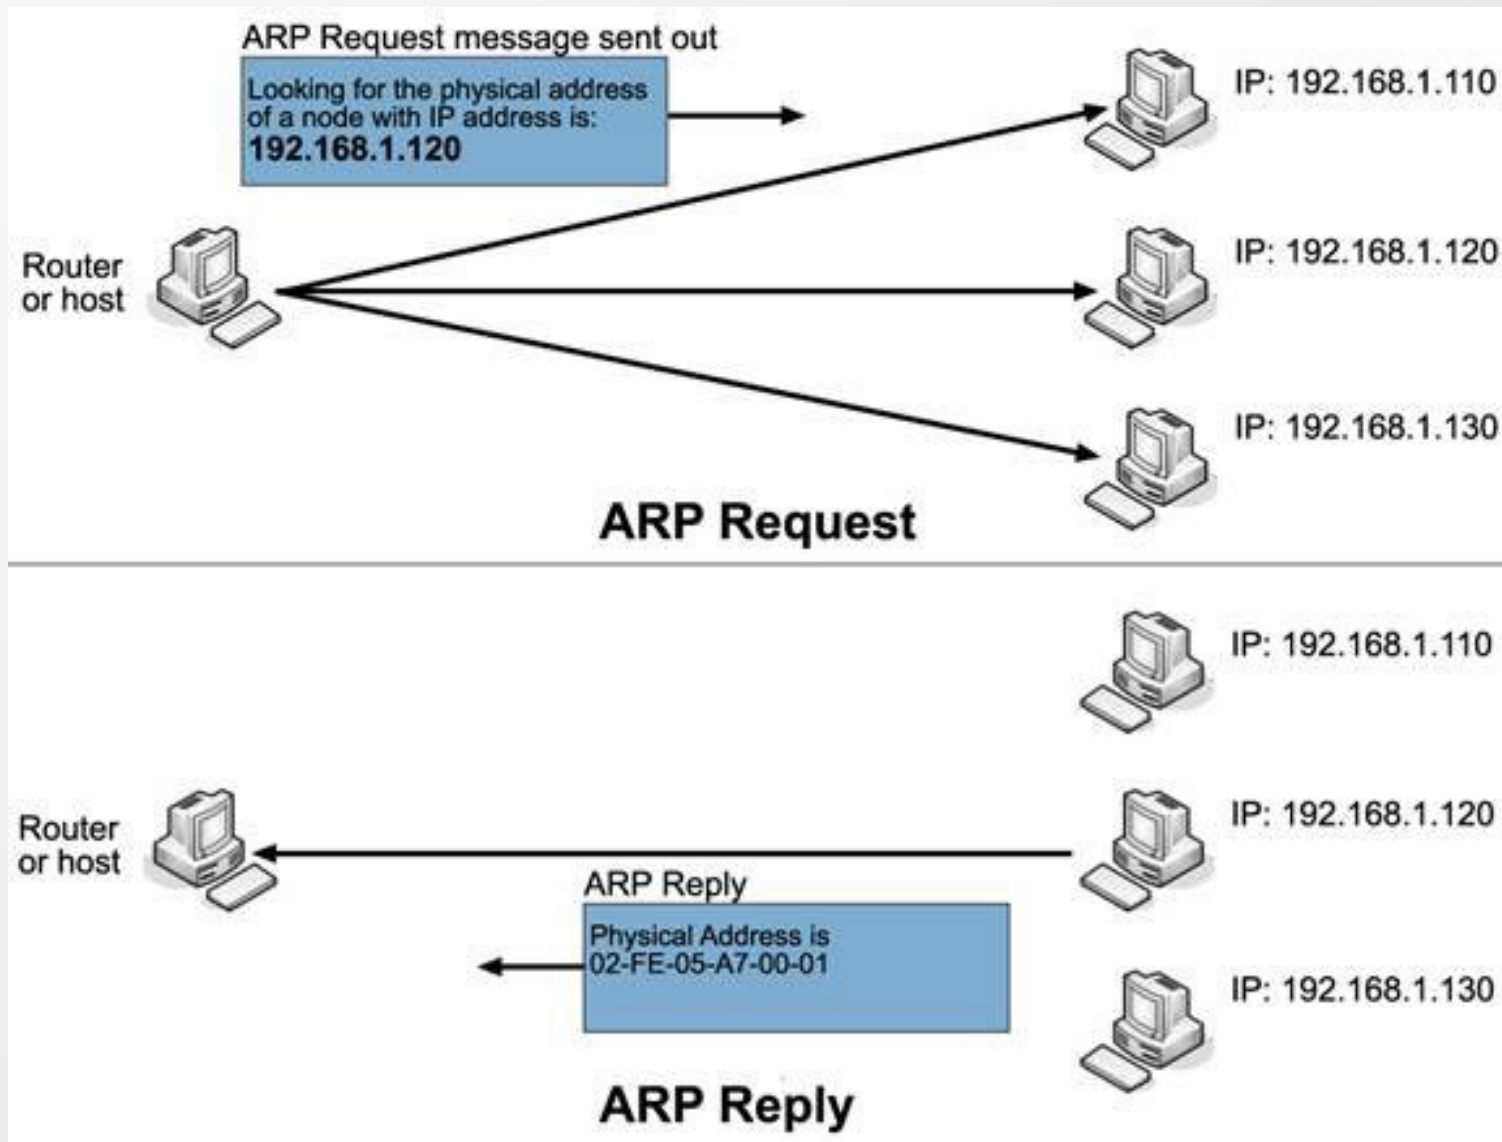 ARP Request message sent out
Looking for the physical address
of a node with IP address is:
192.168.1.120
IP: 192.168.1.110
Router
or host
IP: 192.168.1.120
IP: 192.168.1.130
ARP Request
IP: 192.168.1.110
Router
or host
IP: 192.168.1.120
ARP Reply
Physical Address is
02-FE-05-A7-00-01
IP: 192.168.1.130
ARP Reply